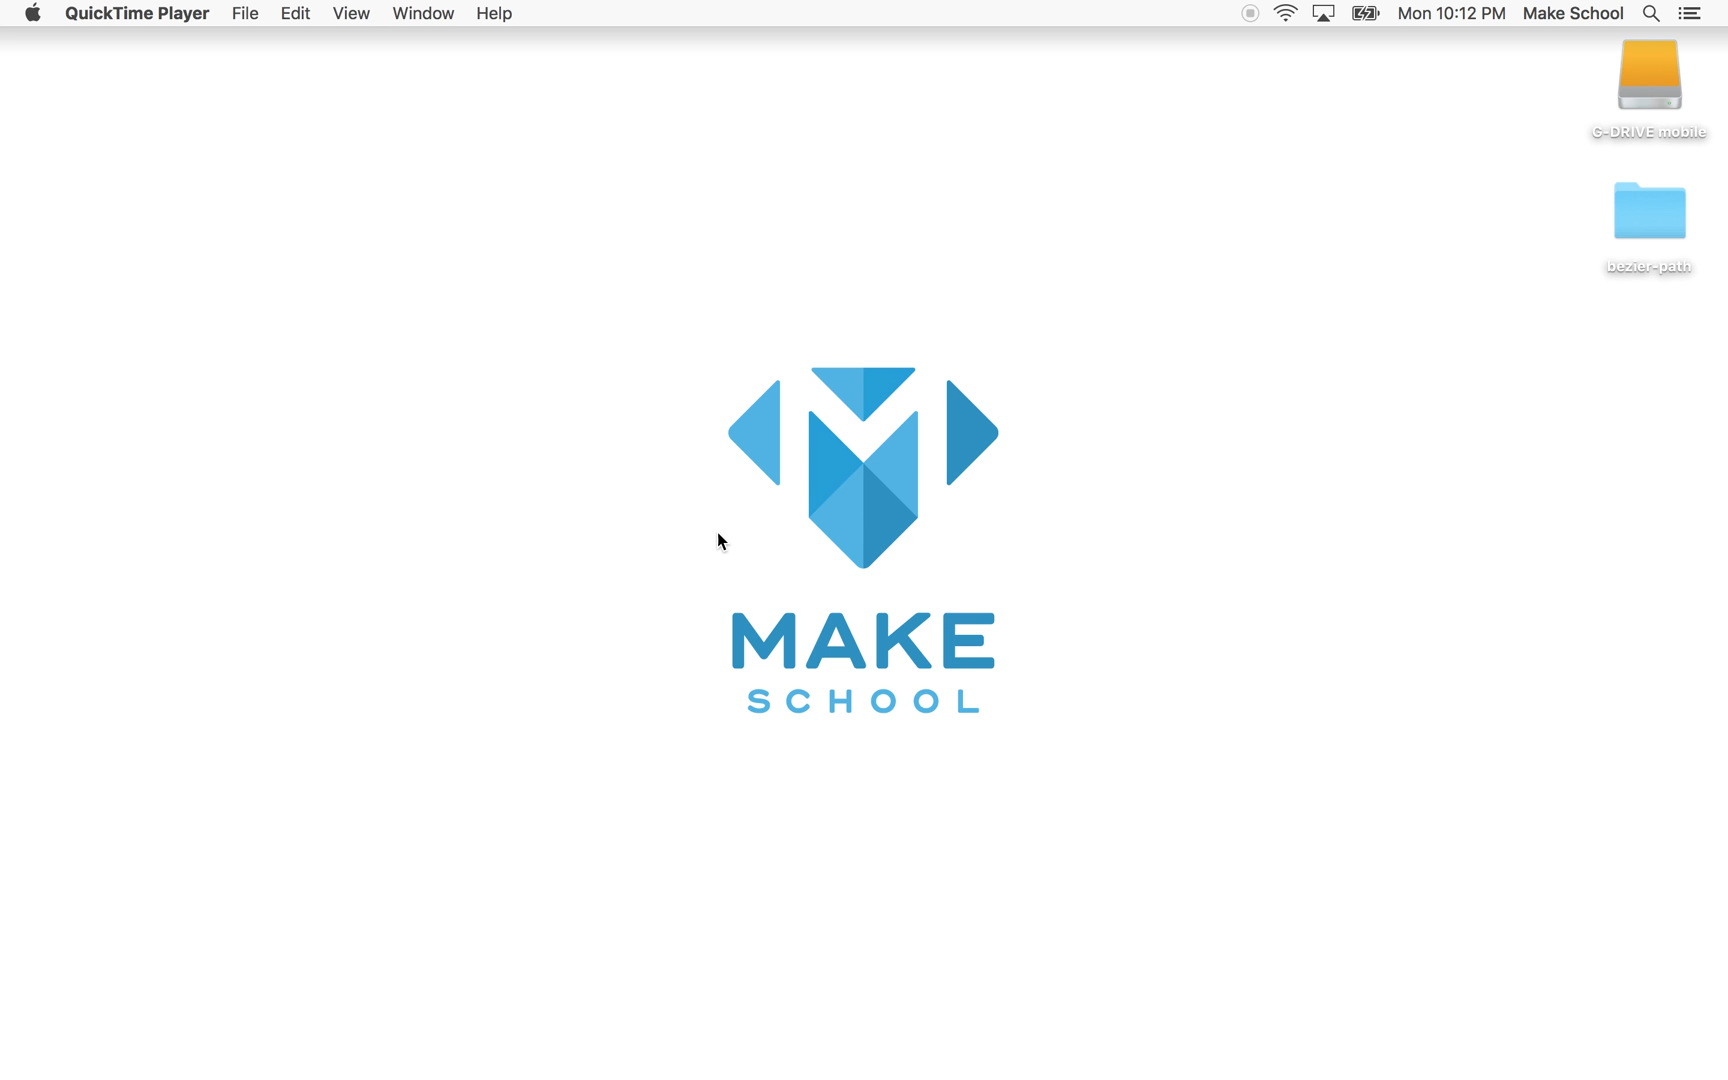 QuickTime Player File Edit View Window Help Mon 10:12 PM Make School
G-DRIVE mobile
bezier-path
MAKE
SCHOOL